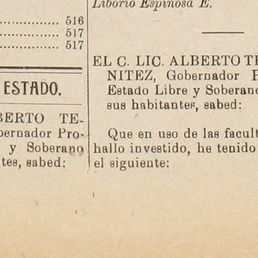 516
517
517
ESTADO.
BERTO TE-
bernador Pro-
y Soberano
tes, sabed:
Liborio Espinosa E.
EL C. LIC. ALBERTO TE
NITEZ, Gobernador P
Estado Libre y Soberano
sus habitantes, sabed:
Que en uso de las facult
hallo investido, he tenido
el siguiente: